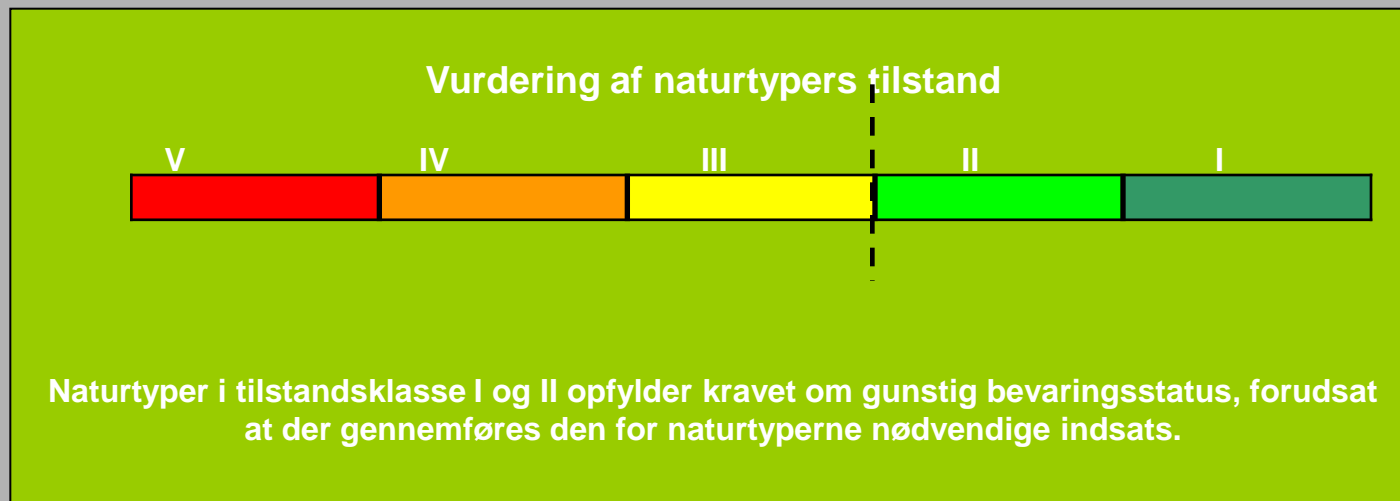 Vurdering af naturtypers tilstand
V IV III II I
Naturtyper i tilstandsklasse I og II opfylder kravet om gunstig bevaringsstatus, forudsat
at der gennemføres den for naturtyperne nødvendige indsats.